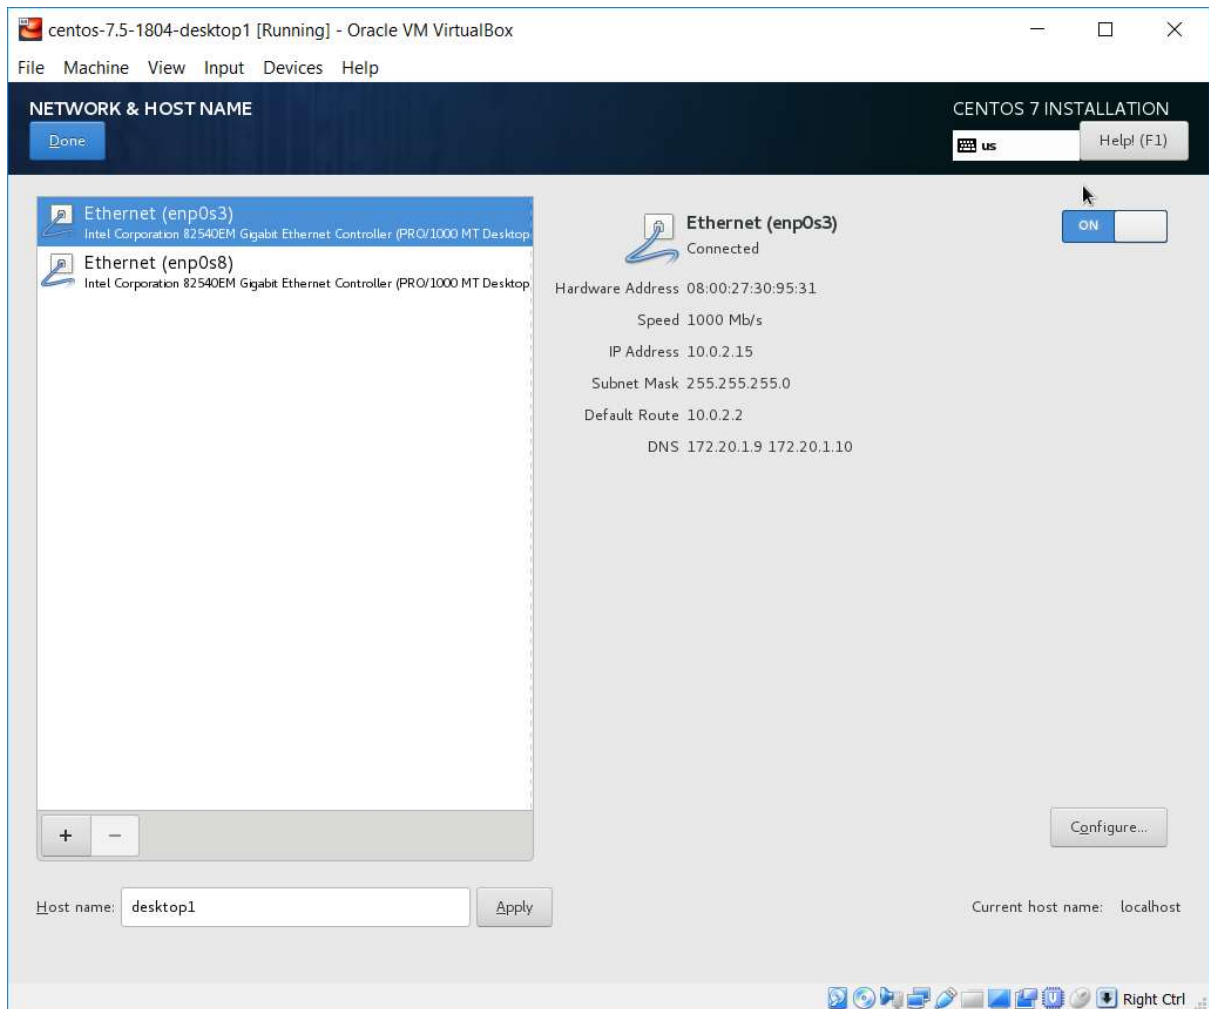 centos-7.5-1804-desktop1 [Running] - Oracle VM VirtualBox
File Machine View Input Devices Help
NETWORK & HOST NAME
CENTOS 7 INSTALLATION
Done
us
Help! (F1)
Ethernet (enp0s3)
Intel Corporation 82540EM Gigabit Ethernet Controller (PRO/1000 MT Desktop
Ethernet (enp0s8)
Intel Corporation 82540EM Gigabit Ethernet Controller (PRO/1000 MT Desktop
Ethernet (enp0s3)
Connected
ON
Hardware Address 08:00:27:30:95:31
Speed 1000 Mb/s
IP Address 10.0.2.15
Subnet Mask 255.255.255.0
Default Route 10.0.2.2
DNS 172.20.1.9 172.20.1.10
+ −
Configure...
Host name: desktop1 Apply
Current host name: localhost
Right Ctrl